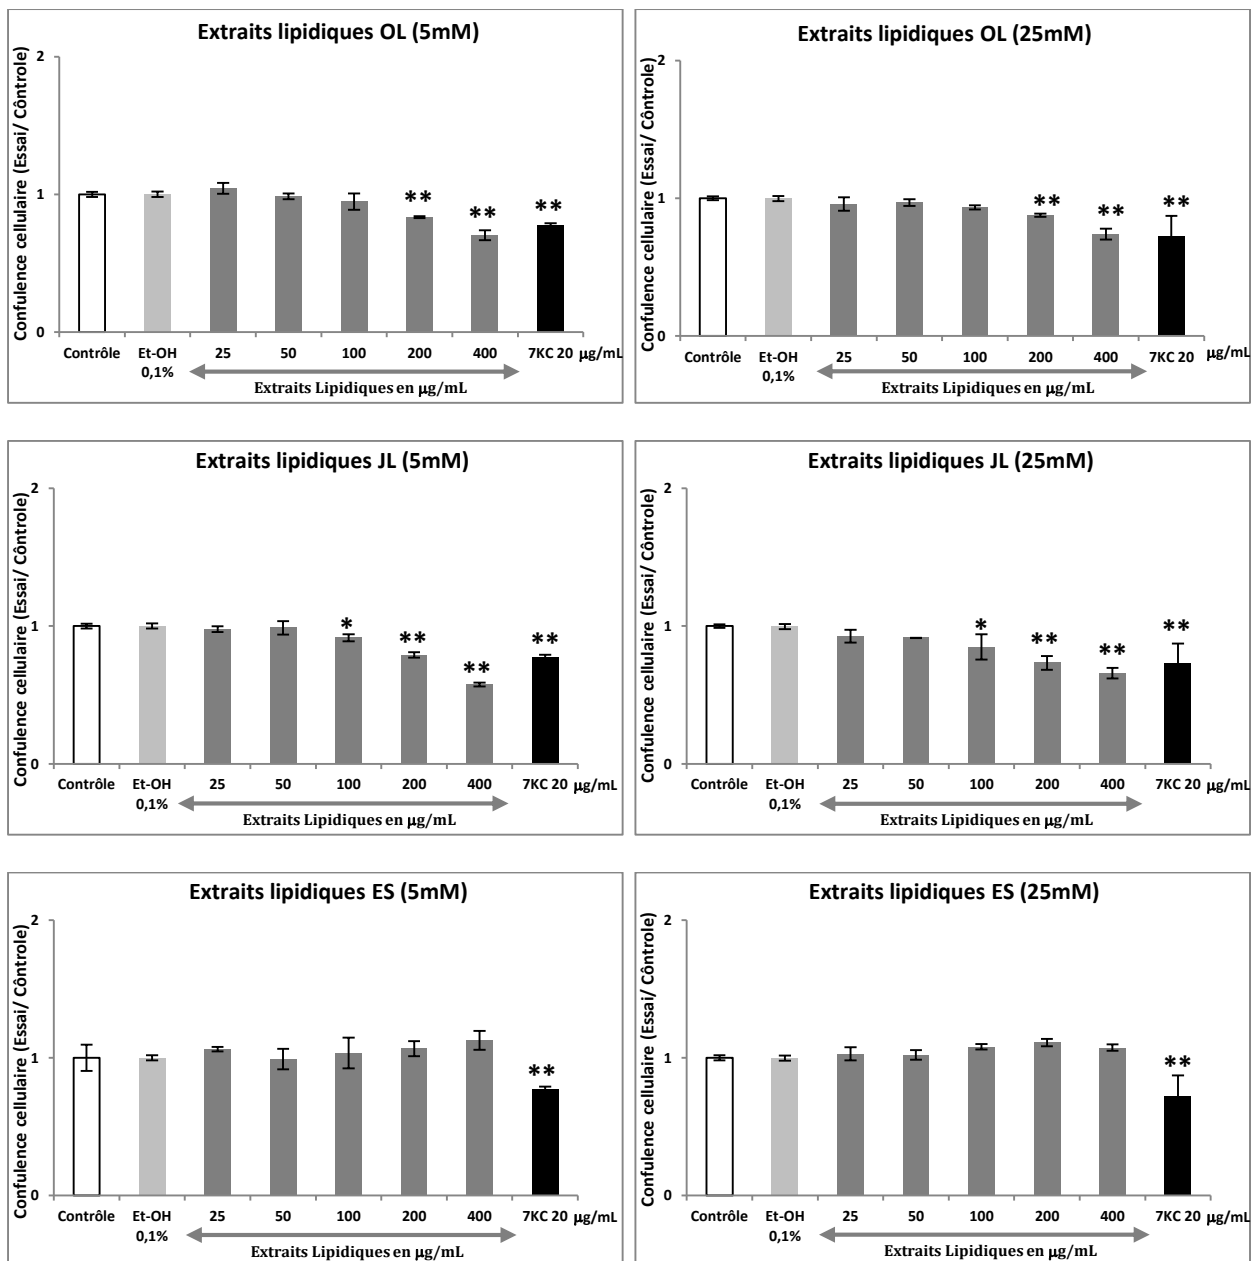 Extraits lipidiques OL (5mM)
Confulence cellulaire (Essai/ Côntrole)
2
1
0
** ** **
Contrôle Et-OH 0,1% 25 50 100 200 400 7KC 20 µg/mL
Extraits Lipidiques en µg/mL
Extraits lipidiques OL (25mM)
Confulence cellulaire (Essai/ Côntrole)
2
1
0
** ** **
Contrôle Et-OH 0,1% 25 50 100 200 400 7KC 20 µg/mL
Extraits Lipidiques en µg/mL
Extraits lipidiques JL (5mM)
Confulence cellulaire (Essai/ Côntrole)
2
1
0
* ** ** **
Contrôle Et-OH 0,1% 25 50 100 200 400 7KC 20 µg/mL
Extraits Lipidiques en µg/mL
Extraits lipidiques JL (25mM)
Confulence cellulaire (Essai/ Côntrole)
2
1
0
* ** ** **
Contrôle Et-OH 0,1% 25 50 100 200 400 7KC 20 µg/mL
Extraits Lipidiques en µg/mL
Extraits lipidiques ES (5mM)
Confulence cellulaire (Essai/ Côntrole)
2
1
0
**
Contrôle Et-OH 0,1% 25 50 100 200 400 7KC 20 µg/mL
Extraits Lipidiques en µg/mL
Extraits lipidiques ES (25mM)
Confulence cellulaire (Essai/ Côntrole)
2
1
0
**
Contrôle Et-OH 0,1% 25 50 100 200 400 7KC 20 µg/mL
Extraits Lipidiques en µg/mL